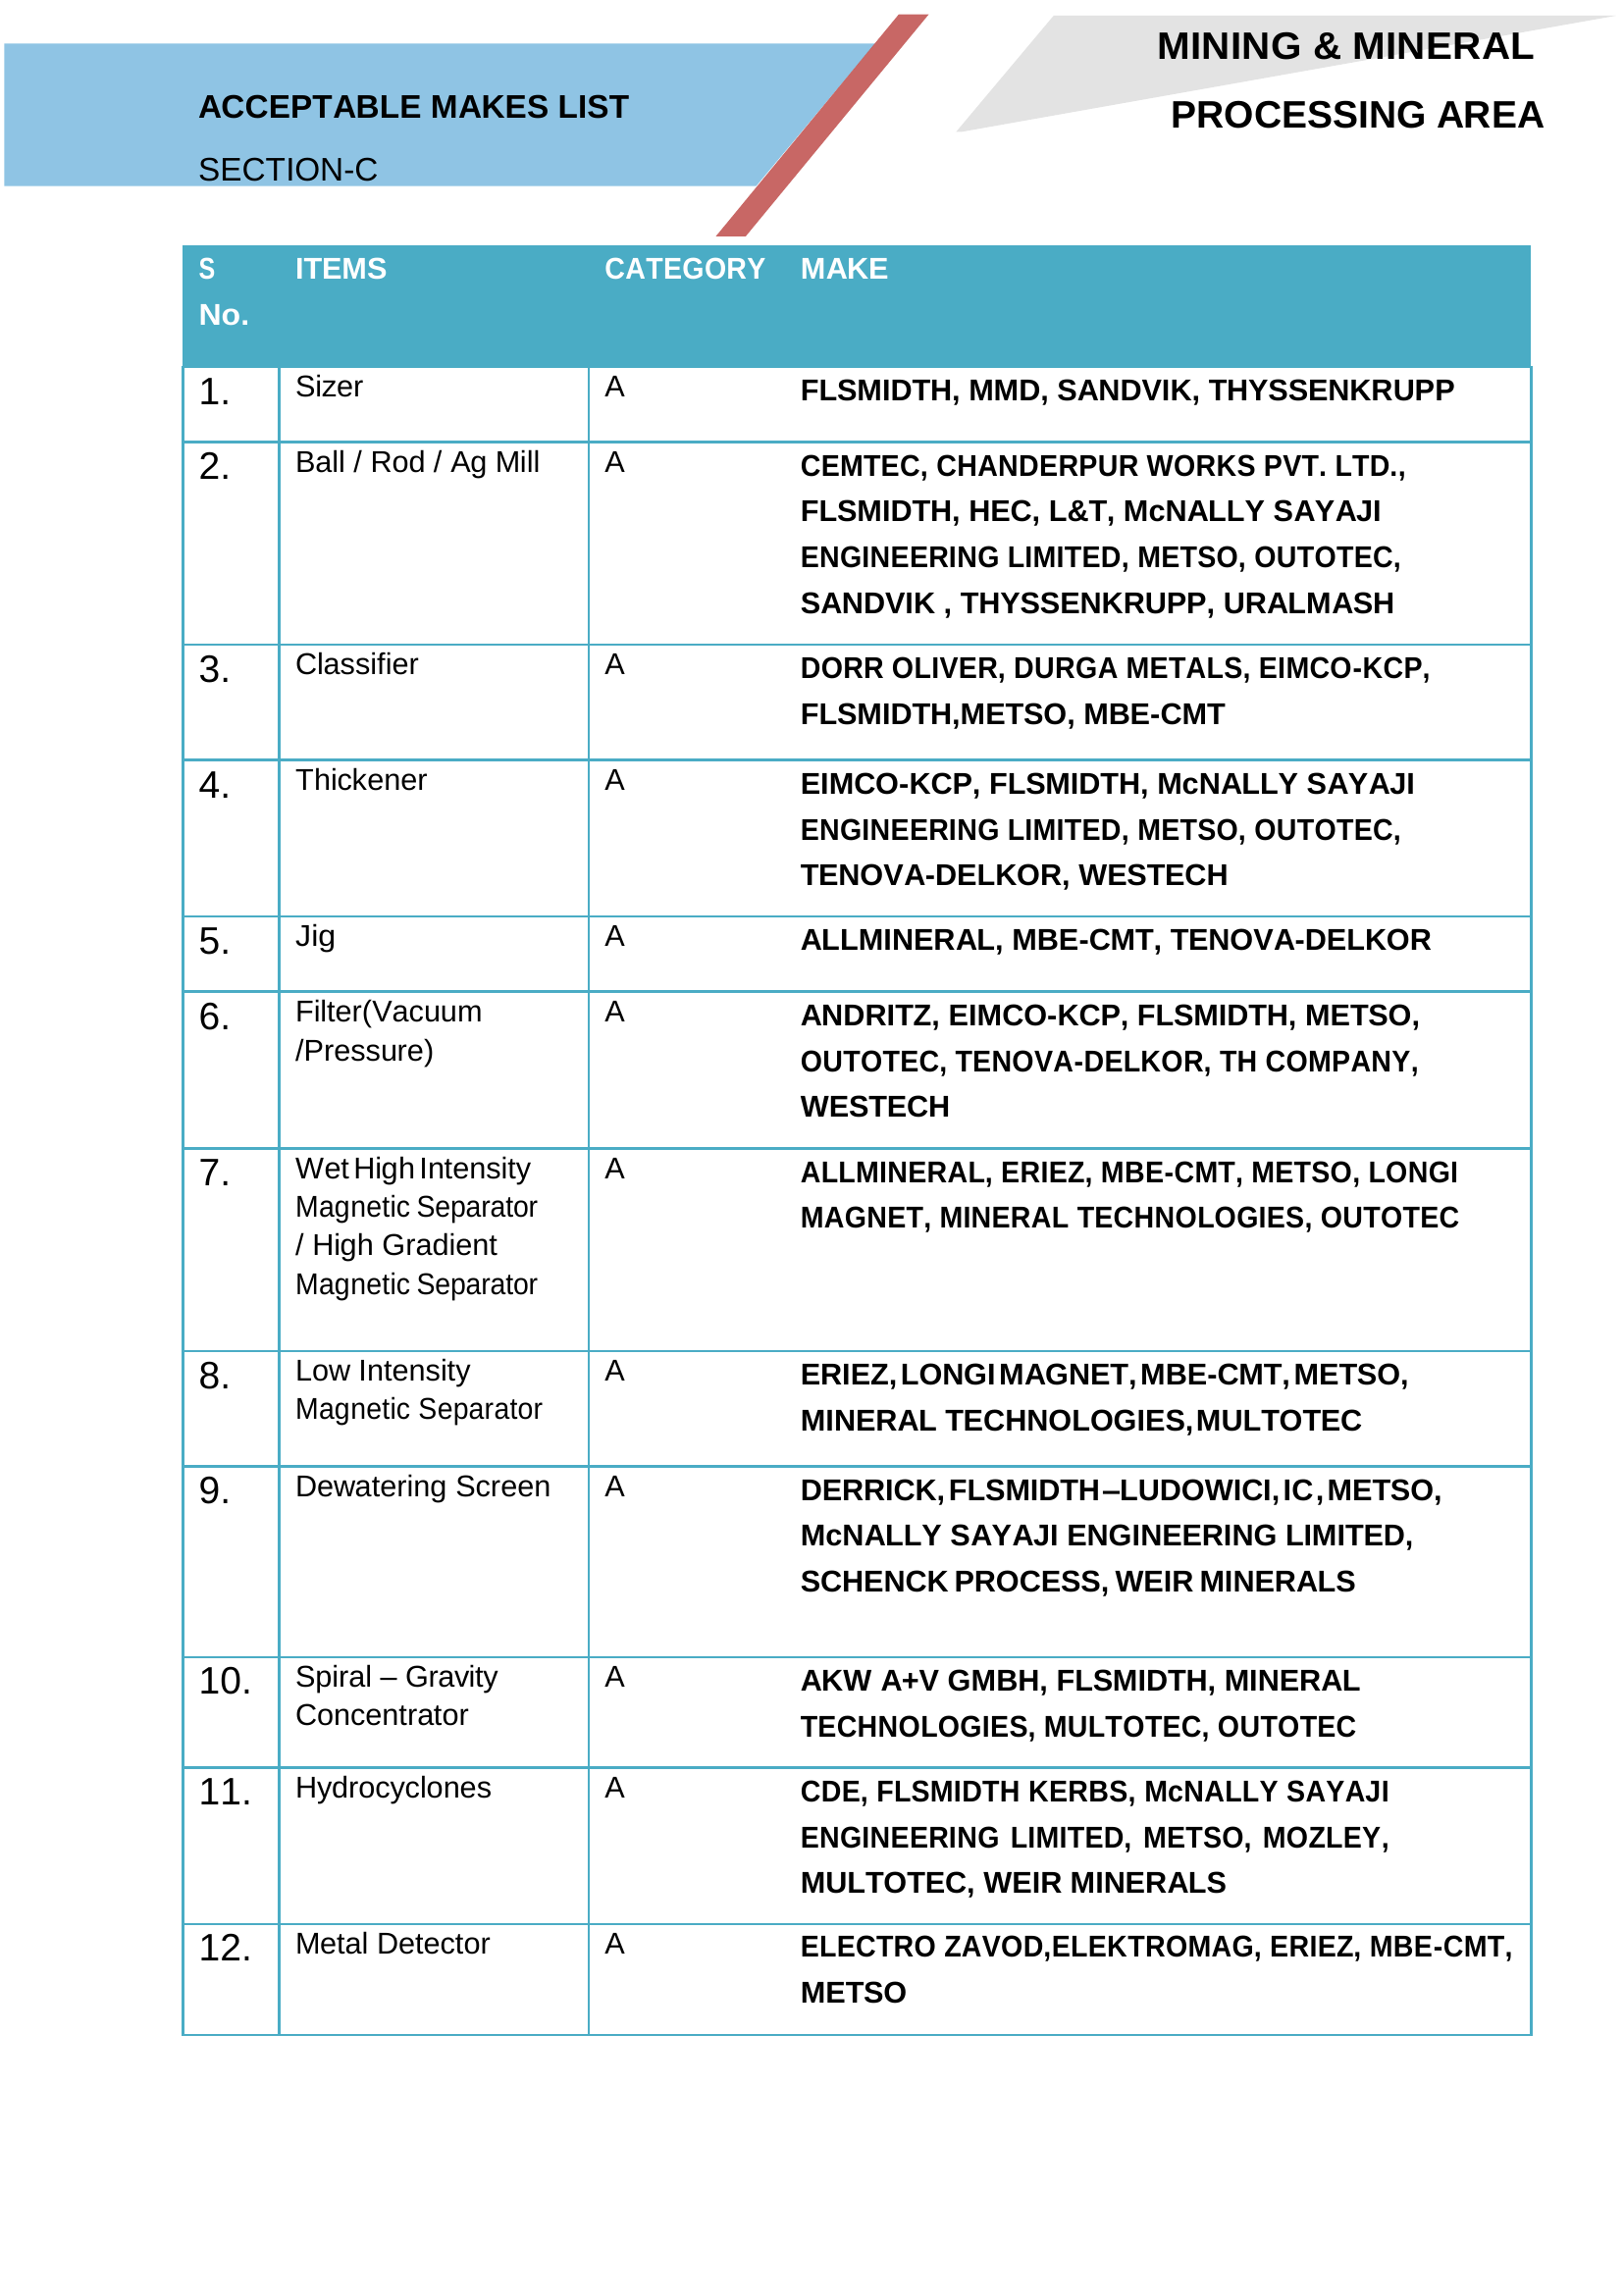 MINING & MINERAL
PROCESSING AREA
ACCEPTABLE MAKES LIST
SECTION-C
S No. ITEMS CATEGORY MAKE
1. Sizer A FLSMIDTH, MMD, SANDVIK, THYSSENKRUPP
2. Ball / Rod / Ag Mill A CEMTEC, CHANDERPUR WORKS PVT. LTD.,
FLSMIDTH, HEC, L&T, McNALLY SAYAJI
ENGINEERING LIMITED, METSO, OUTOTEC,
SANDVIK , THYSSENKRUPP, URALMASH
3. Classifier A DORR OLIVER, DURGA METALS, EIMCO-KCP,
FLSMIDTH,METSO, MBE-CMT
4. Thickener A EIMCO-KCP, FLSMIDTH, McNALLY SAYAJI
ENGINEERING LIMITED, METSO, OUTOTEC,
TENOVA-DELKOR, WESTECH
5. Jig A ALLMINERAL, MBE-CMT, TENOVA-DELKOR
6. Filter(Vacuum A ANDRITZ, EIMCO-KCP, FLSMIDTH, METSO,
/Pressure) OUTOTEC, TENOVA-DELKOR, TH COMPANY,
WESTECH
7. Wet High Intensity A ALLMINERAL, ERIEZ, MBE-CMT, METSO, LONGI
Magnetic Separator MAGNET, MINERAL TECHNOLOGIES, OUTOTEC
/ High Gradient
Magnetic Separator
8. Low Intensity A ERIEZ, LONGI MAGNET, MBE-CMT, METSO,
Magnetic Separator MINERAL TECHNOLOGIES, MULTOTEC
9. Dewatering Screen A DERRICK, FLSMIDTH–LUDOWICI, IC , METSO,
McNALLY SAYAJI ENGINEERING LIMITED,
SCHENCK PROCESS, WEIR MINERALS
10. Spiral – Gravity A AKW A+V GMBH, FLSMIDTH, MINERAL
Concentrator TECHNOLOGIES, MULTOTEC, OUTOTEC
11. Hydrocyclones A CDE, FLSMIDTH KERBS, McNALLY SAYAJI
ENGINEERING LIMITED, METSO, MOZLEY,
MULTOTEC, WEIR MINERALS
12. Metal Detector A ELECTRO ZAVOD,ELEKTROMAG, ERIEZ, MBE-CMT,
METSO